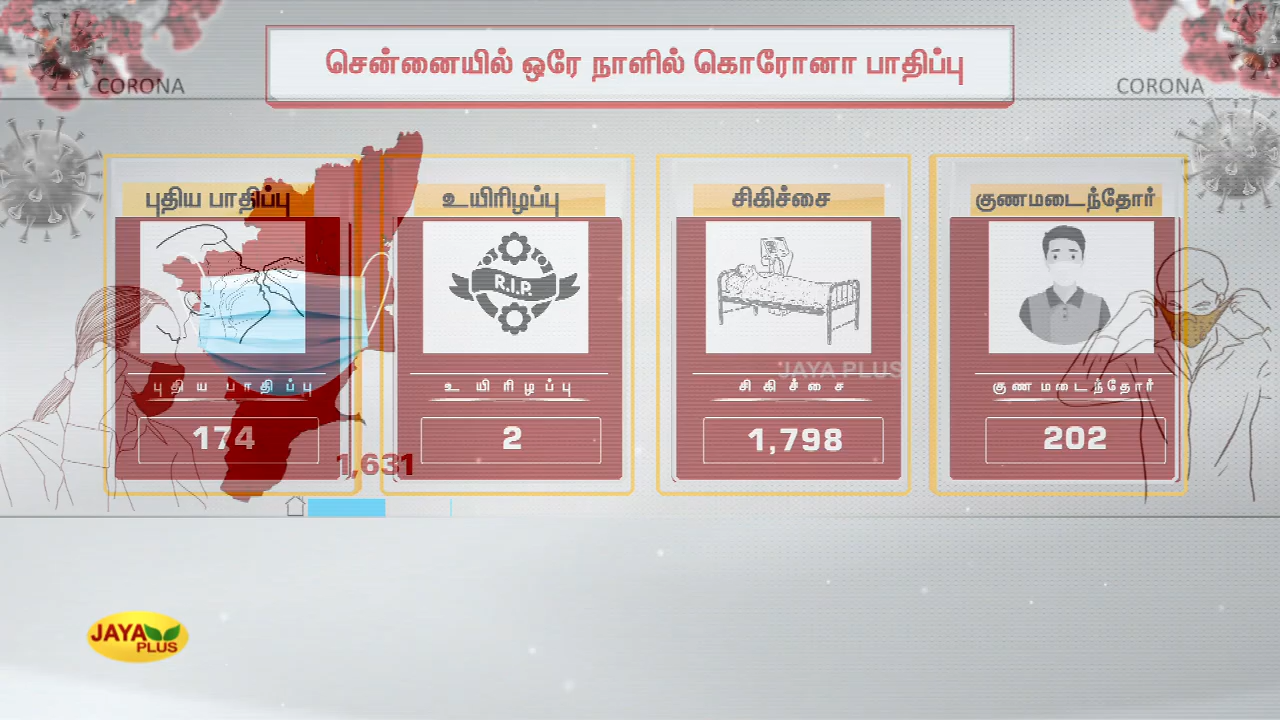 சென்னையில் ஒரே நாளில் கொரோனா பாதிப்பு
CORONA
CORONA
புதிய பாதிப்பு
உயிரிழப்பு
சிகிச்சை
குணமடைந்தோர்
R.I.P.
JAYA PLUS
புதிய பாதிப்பு
உயிரிழப்பு
சிகிச்சை
குணமடைந்தோர்
174
2
1,798
202
1,631
JAYA
PLUS